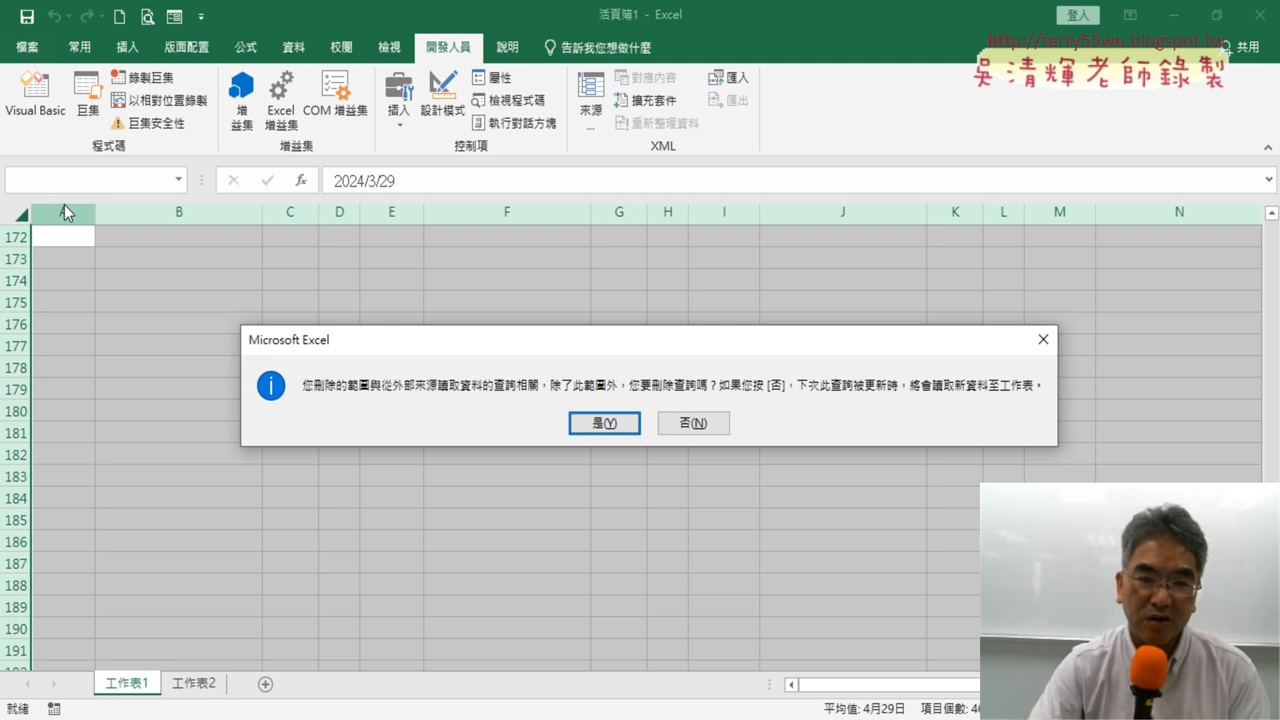 活頁簿1 - Excel
登入
檔案 常用 插入 版面配置 公式 資料 校閱 檢視 開發人員 說明 告訴我您想做什麼 共用
http://terry55wu.blogspot.tw
吳清輝老師錄製
Visual Basic
巨集
錄製巨集
以相對位置錄製
巨集安全性
程式碼
增益集
Excel 增益集
COM 增益集
增益集
插入
設計模式
屬性
檢視程式碼
執行對話方塊
控制項
來源
...
對應內容
擴充套件
重新整理資料
匯入
匯出
XML
fx
2024/3/29
A B C D E F G H I J K L M N
172
173
174
175
176
177
178
179
180
181
182
183
184
185
186
187
188
189
190
191
Microsoft Excel
您刪除的範圍與從外部來源讀取資料的查詢相關，除了此範圍外，您要刪除查詢嗎？如果您按 [否]，下次此查詢被更新時，將會讀取新資料至工作表。
是(Y) 否(N)
工作表1 工作表2
就緒
平均值: 4月29日 項目個數: